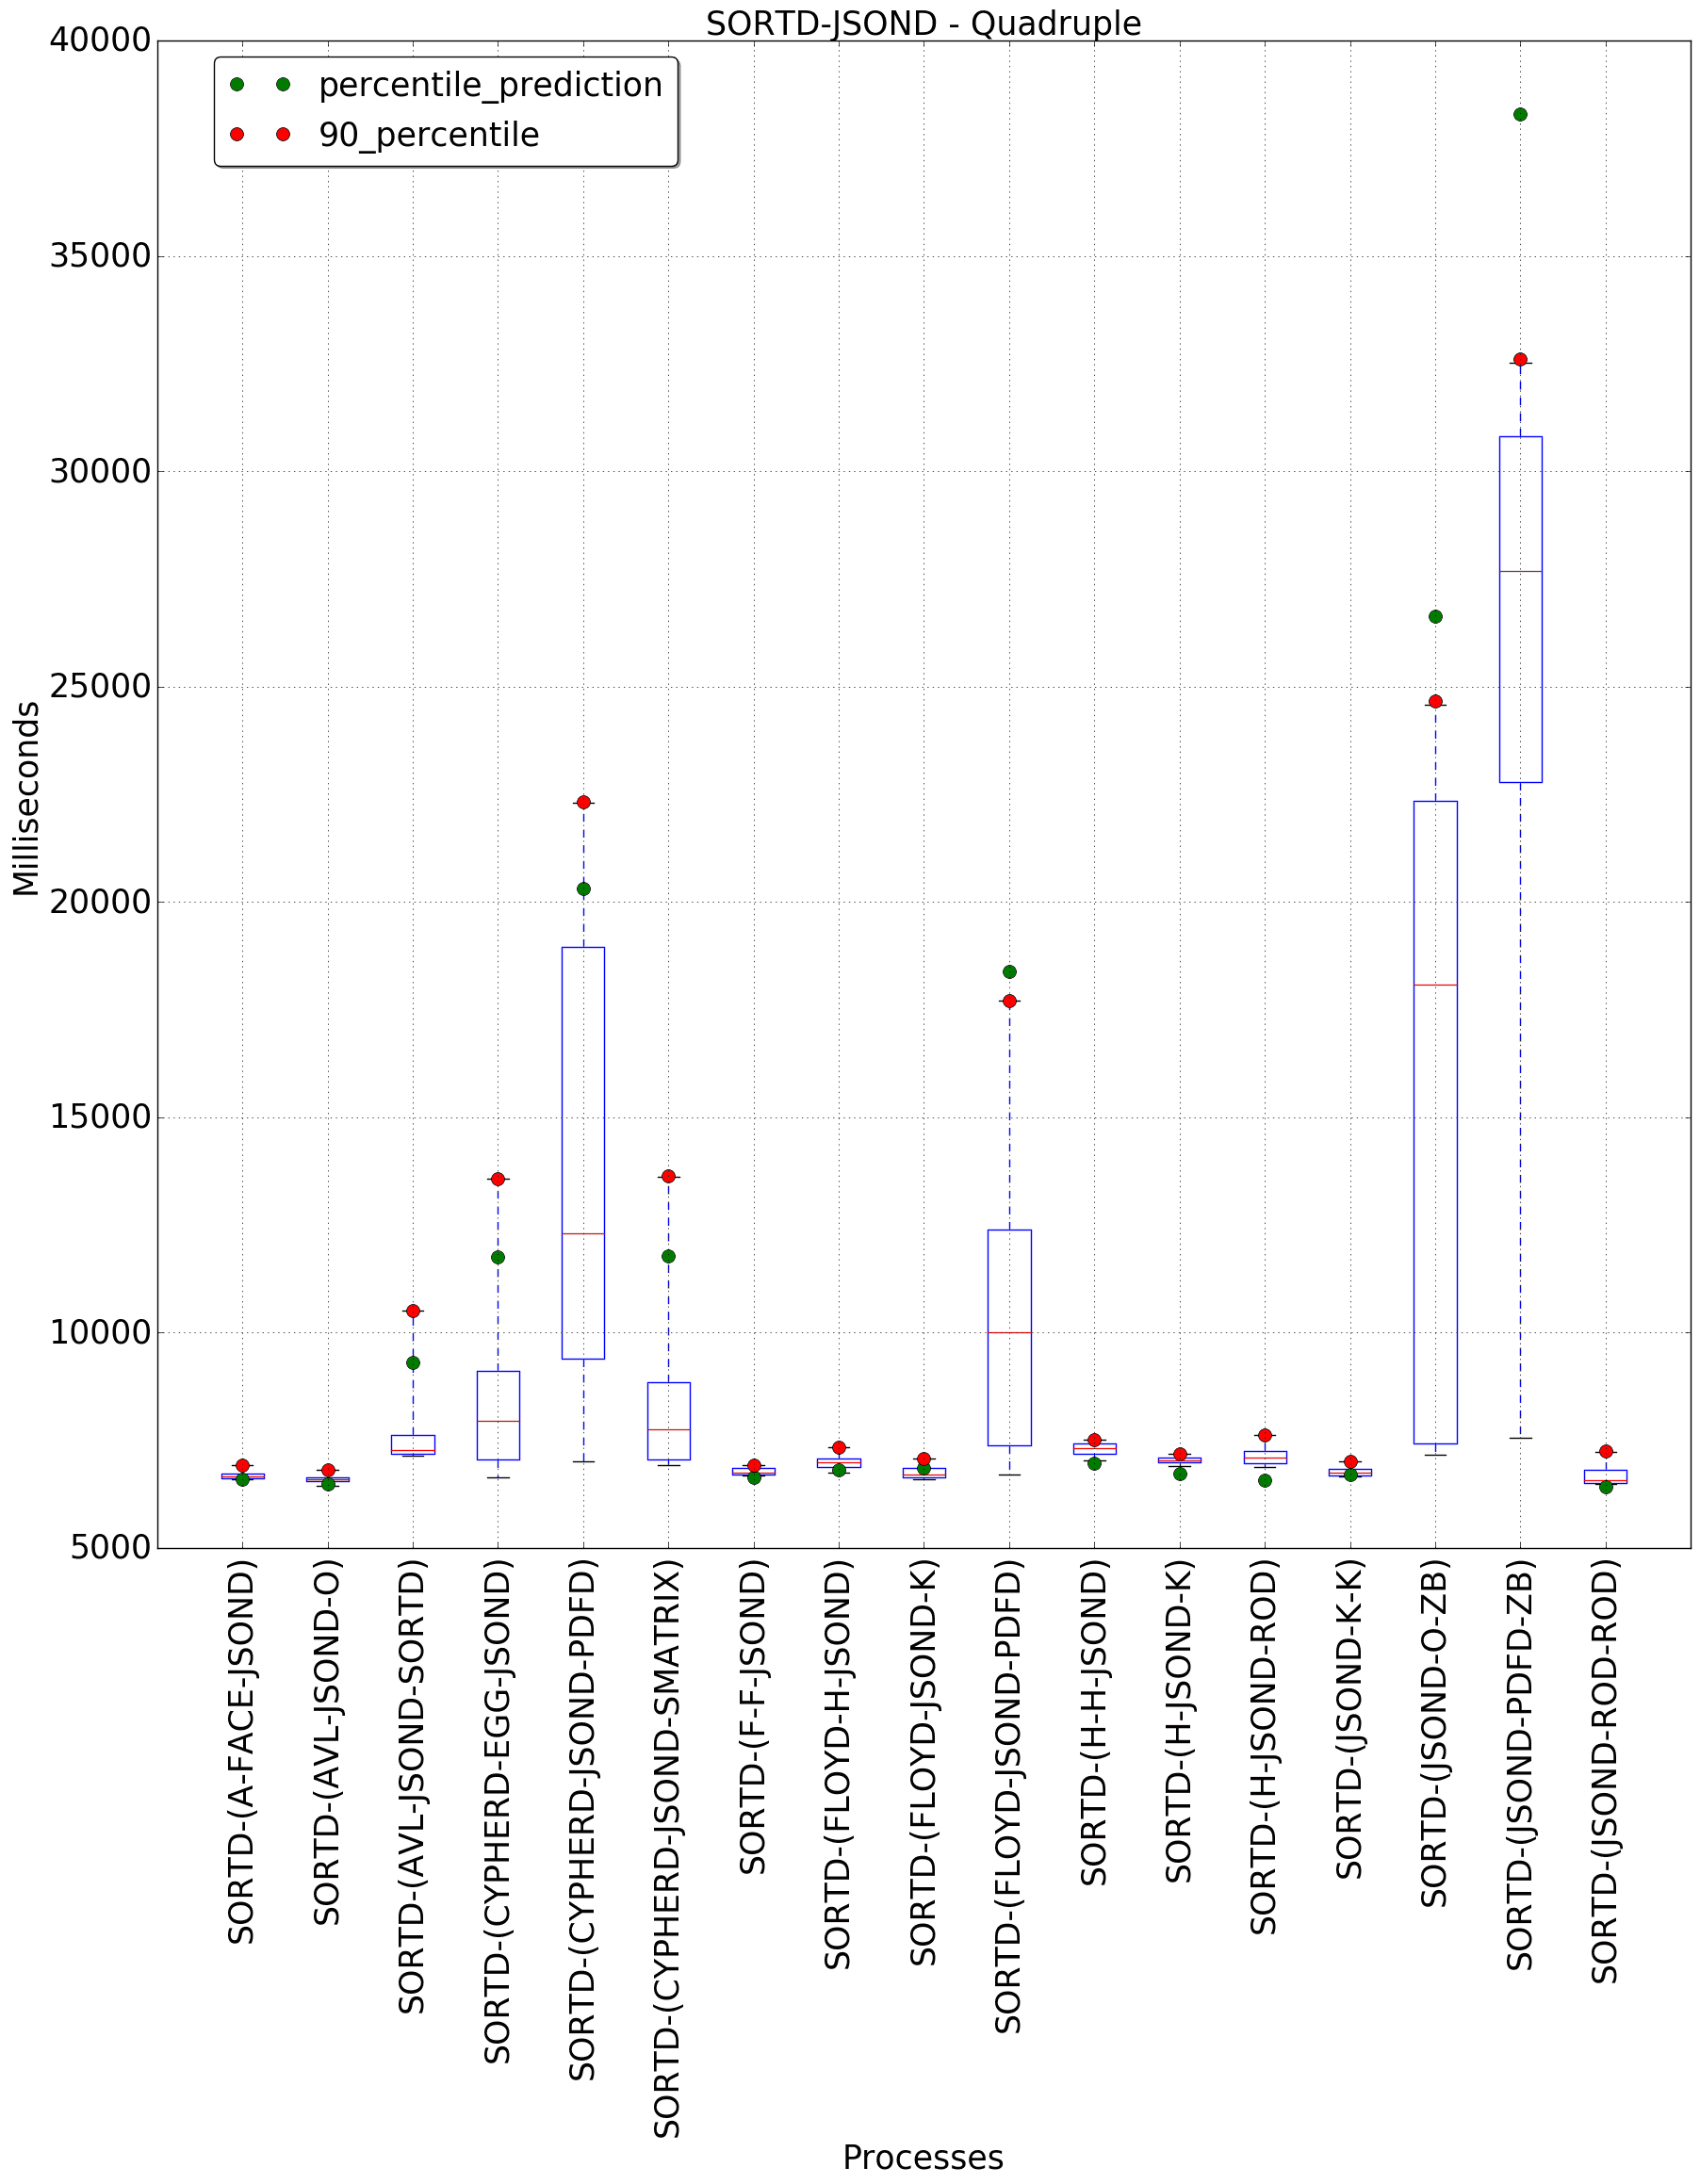 SORTD-JSOND - Quadruple
percentile_prediction
90_percentile
40000
35000
30000
25000
20000
15000
10000
5000
Milliseconds
SORTD-(A-FACE-JSOND)
SORTD-(AVL-JSOND-O)
SORTD-(AVL-JSOND-SORTD)
SORTD-(CYPHERD-EGG-JSOND)
SORTD-(CYPHERD-JSOND-PDFD)
SORTD-(CYPHERD-JSOND-SMATRIX)
SORTD-(F-F-JSOND)
SORTD-(FLOYD-H-JSOND)
SORTD-(FLOYD-JSOND-K)
SORTD-(FLOYD-JSOND-PDFD)
SORTD-(H-H-JSOND)
SORTD-(H-JSOND-K)
SORTD-(H-JSOND-ROD)
SORTD-(JSOND-K-K)
SORTD-(JSOND-O-ZB)
SORTD-(JSOND-PDFD-ZB)
SORTD-(JSOND-ROD-ROD)
Processes